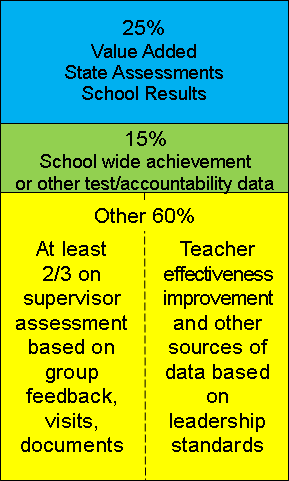 25%
Value Added
State Assessments
School Results
15%
School wide achievement
or other test/accountability data
Other 60%
At least
2/3 on
supervisor
assessment
based on
group
feedback,
visits,
documents
Teacher
effectiveness
improvement
and other
sources of
data based
on
leadership
standards